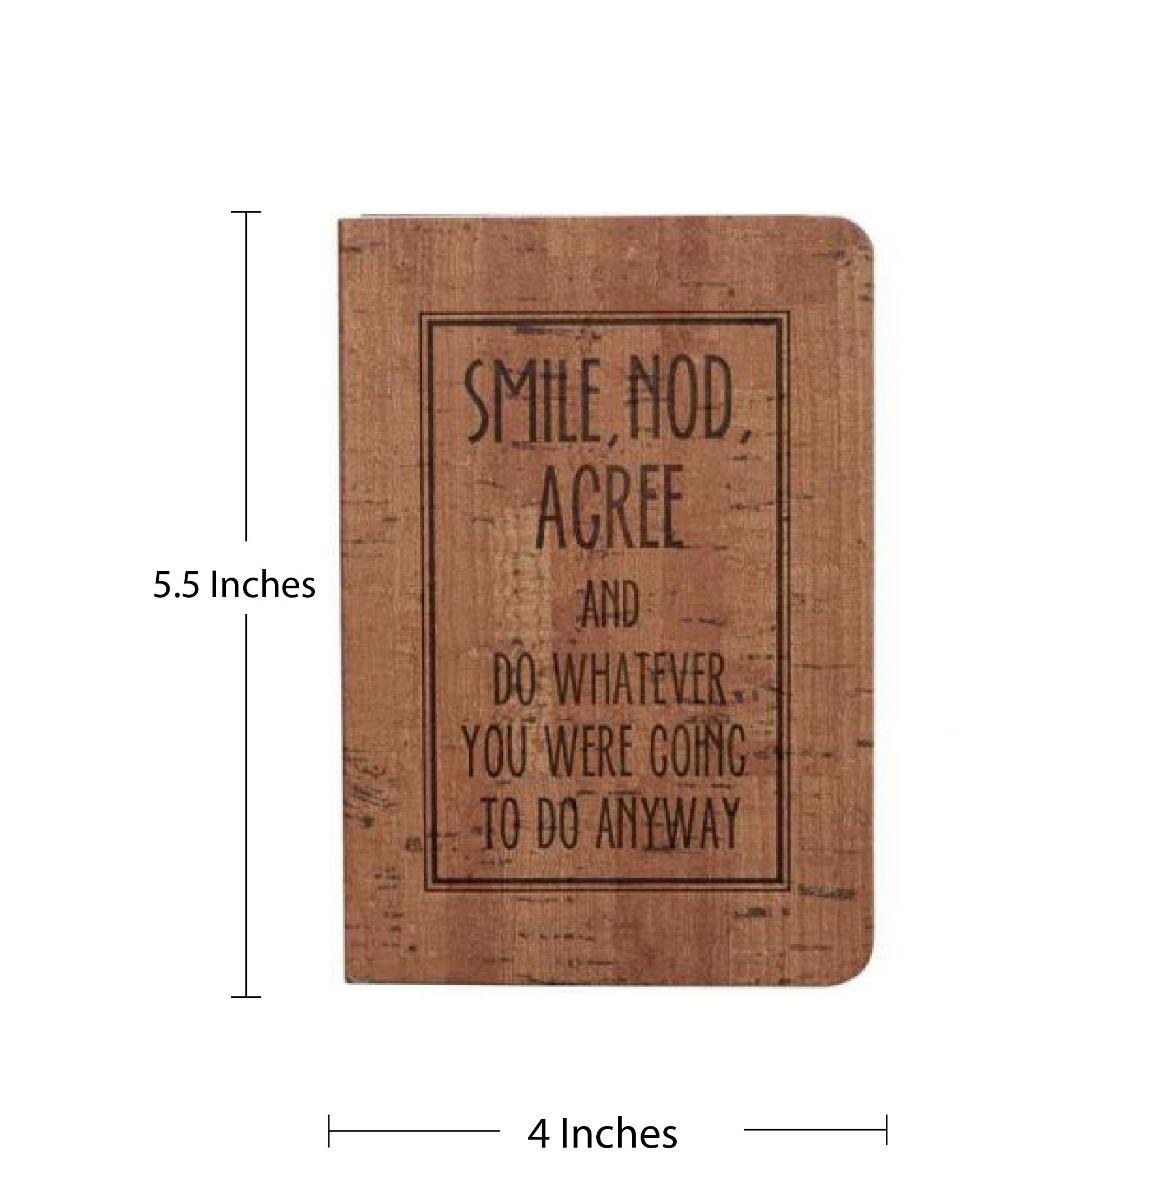 SMILE, NOD,
AGREE
AND
DO WHATEVER
YOU WERE GOING
TO DO ANYWAY
5.5 Inches
4 Inches